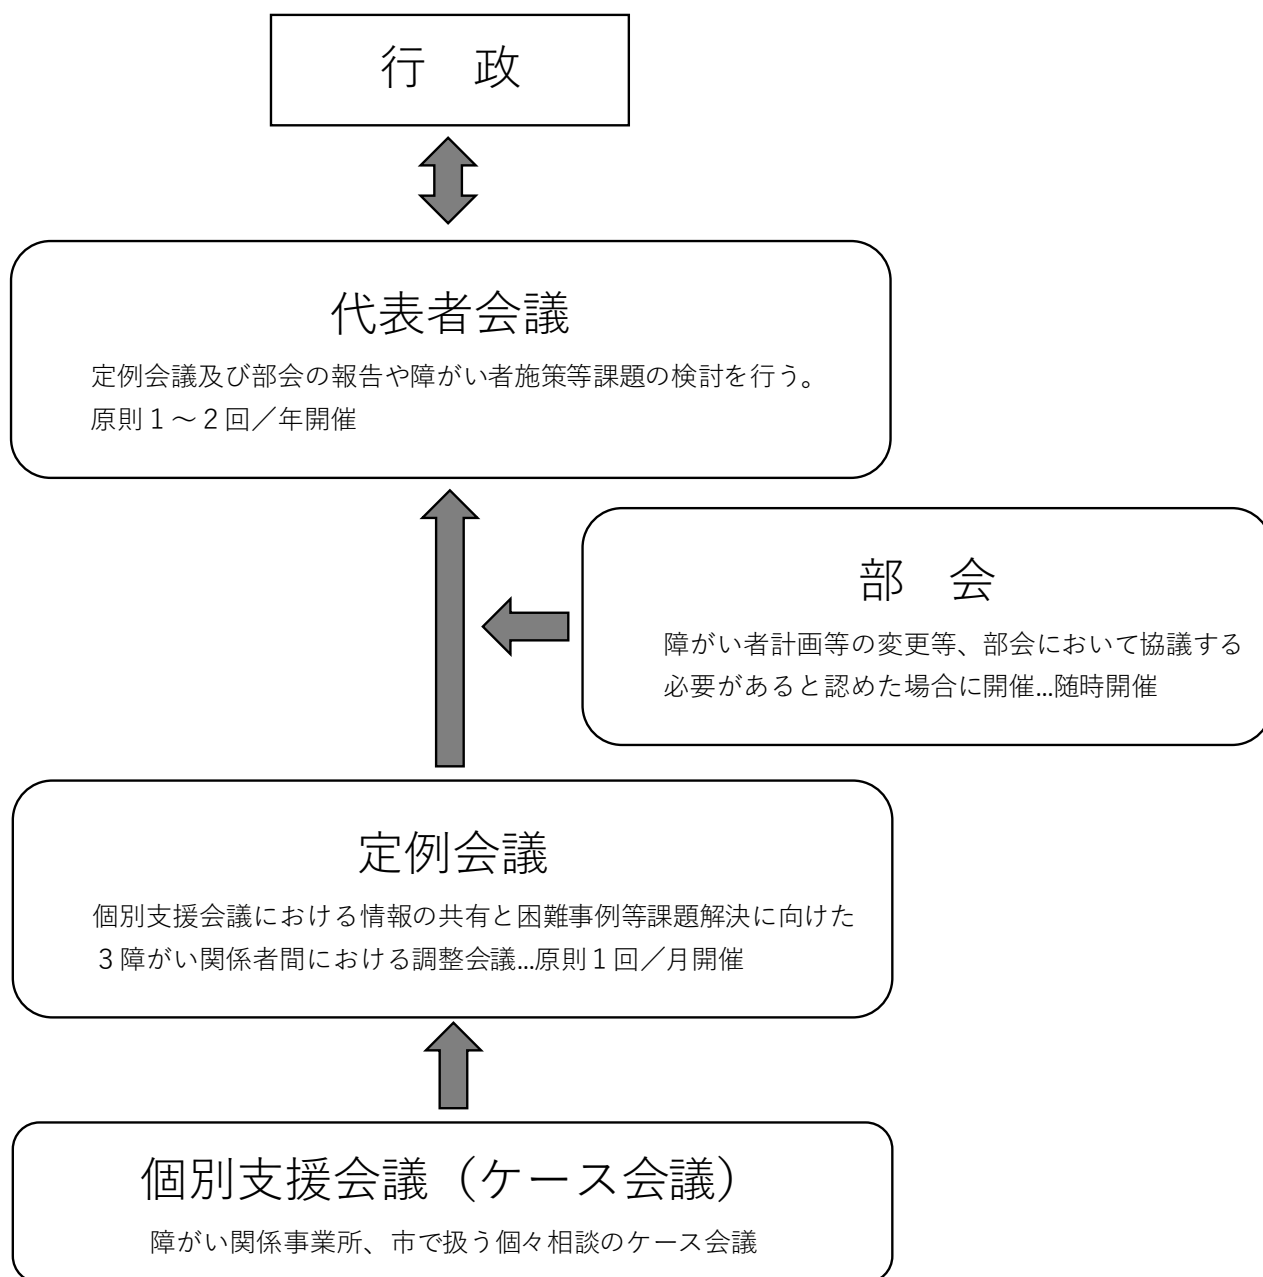 行　政
代表者会議
定例会議及び部会の報告や障がい者施策等課題の検討を行う。
原則１～２回／年開催
部　会
障がい者計画等の変更等、部会において協議する
必要があると認めた場合に開催…随時開催
定例会議
個別支援会議における情報の共有と困難事例等課題解決に向けた
３障がい関係者間における調整会議…原則１回／月開催
個別支援会議（ケース会議）
障がい関係事業所、市で扱う個々相談のケース会議